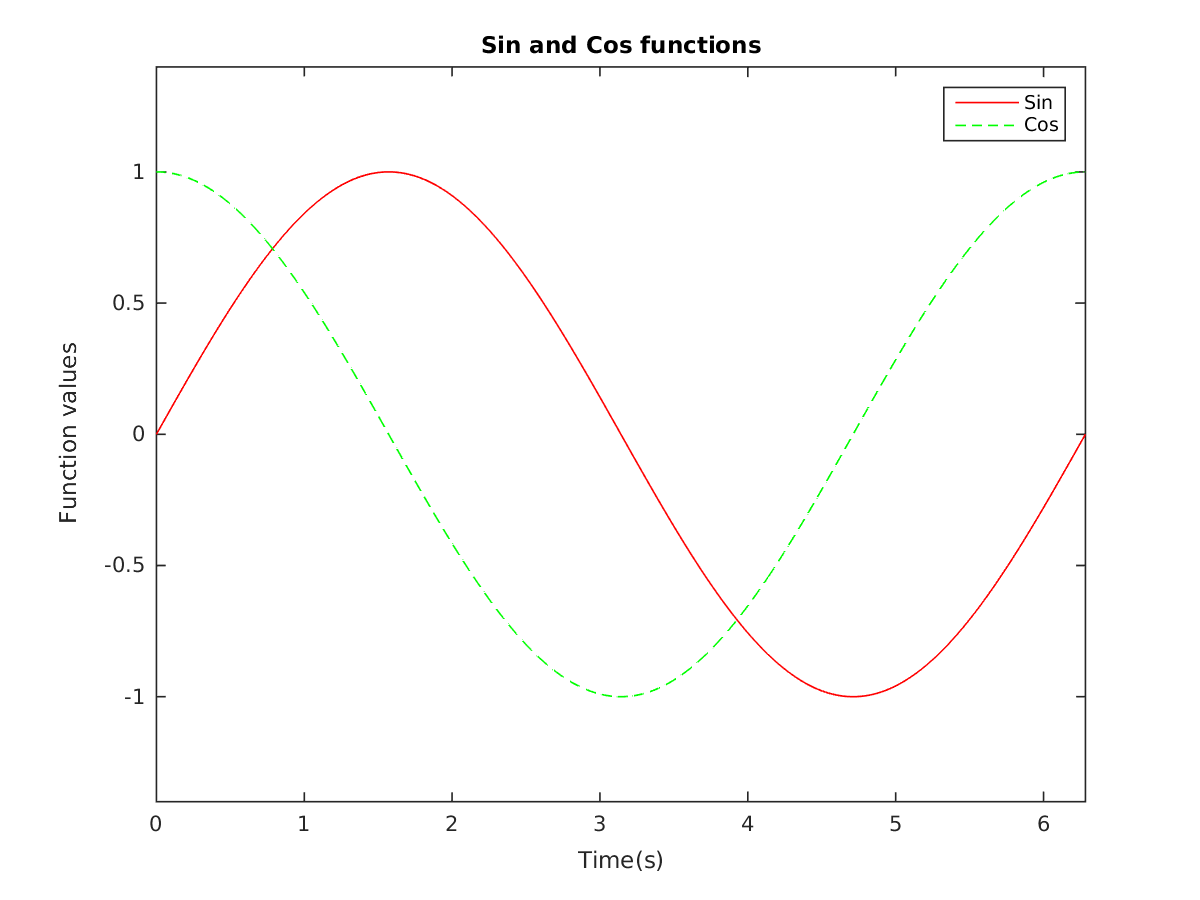 Sin and Cos functions
Sin
Cos
1
0.5
0
-0.5
-1
Function values
0 1 2 3 4 5 6
Time(s)